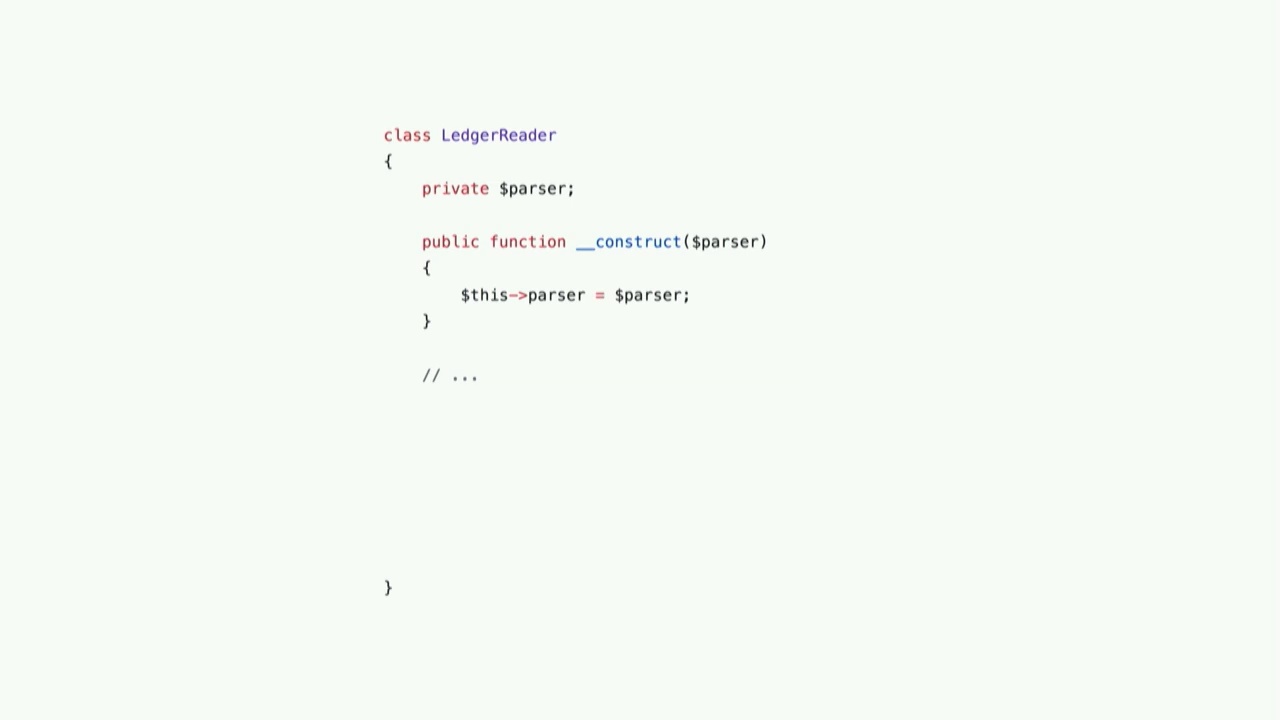 class LedgerReader
{
    private $parser;

    public function __construct($parser)
    {
        $this->parser = $parser;
    }

    // ...

}